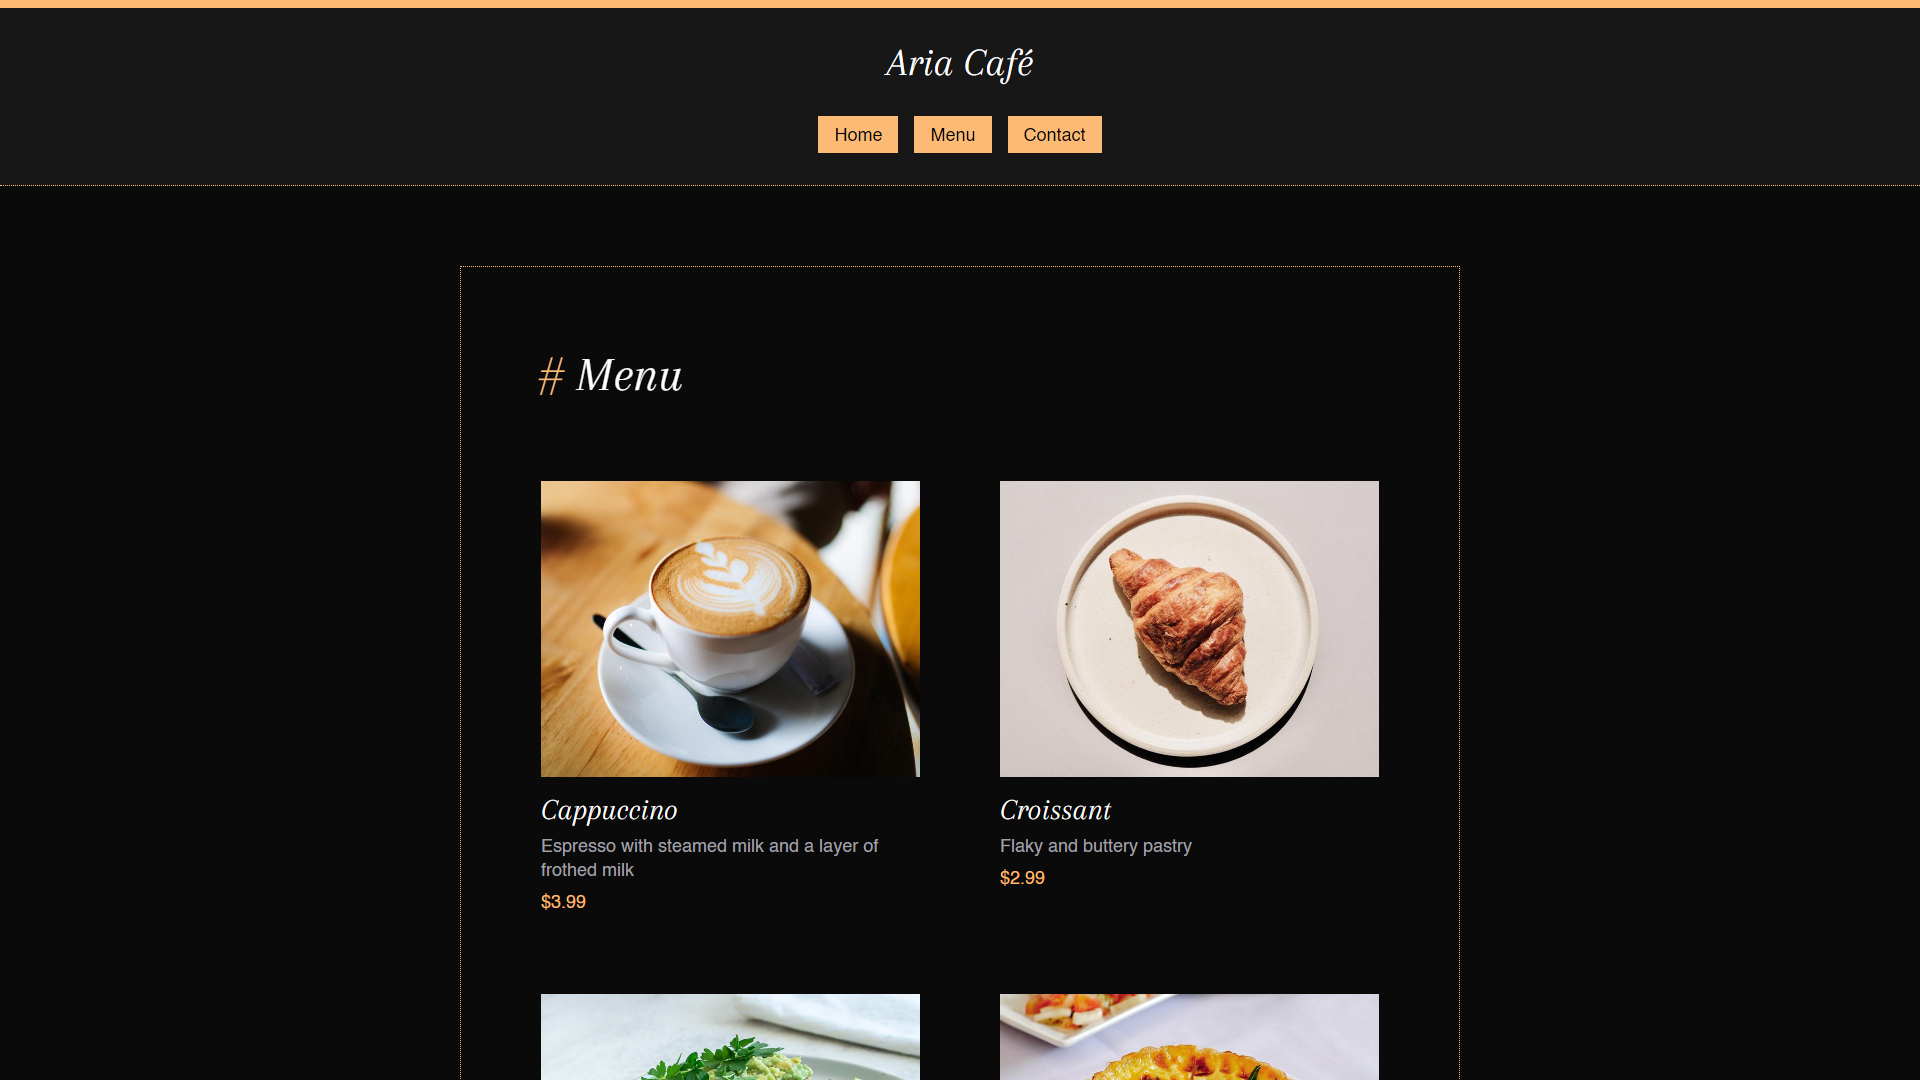 Aria Café
Home Menu Contact
# Menu
Cappuccino
Espresso with steamed milk and a layer of
frothed milk
$3.99
Croissant
Flaky and buttery pastry
$2.99